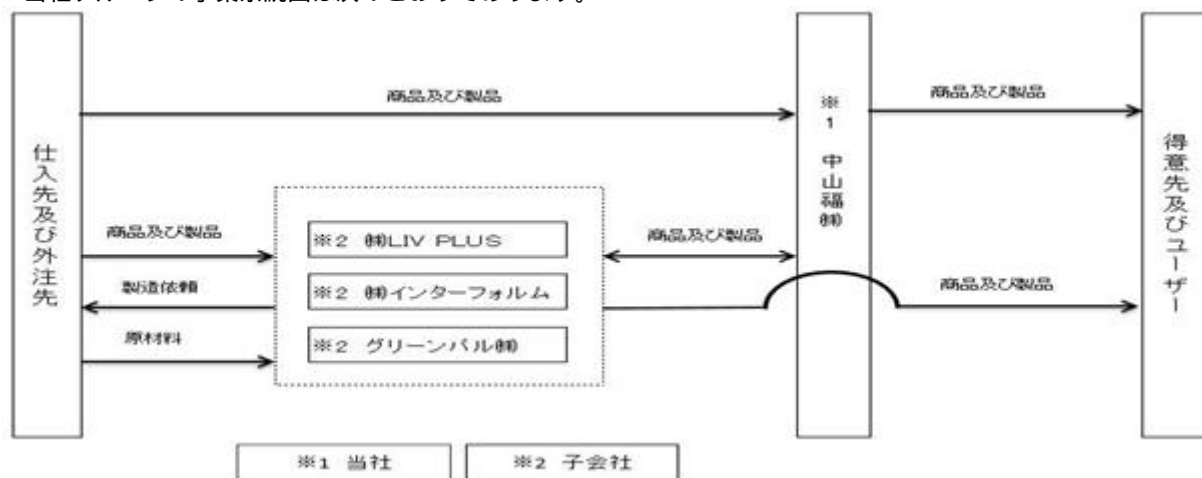 当社グループの事業系統図は次のとおりであります。
商品及び製品
商品及び製品
※1 中山福㈱
仕入先及び外注先
得意先及びユーザー
商品及び製品
※2 ㈱LIV PLUS
商品及び製品
製造依頼
※2 ㈱インターフォルム
商品及び製品
原材料
※2 グリーンパル㈱
※1 当社
※2 子会社